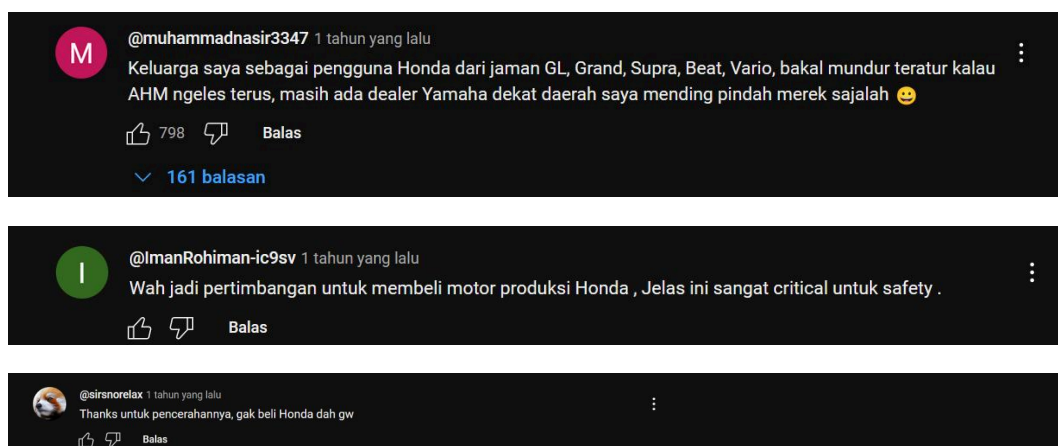 M
@muhammadnasir3347 1 tahun yang lalu
Keluarga saya sebagai pengguna Honda dari jaman GL, Grand, Supra, Beat, Vario, bakal mundur teratur kalau
AHM ngeles terus, masih ada dealer Yamaha dekat daerah saya mending pindah merek sajalah 😀
798 Balas
161 balasan
I
@ImanRohiman-ic9sv 1 tahun yang lalu
Wah jadi pertimbangan untuk membeli motor produksi Honda , Jelas ini sangat critical untuk safety .
Balas
@sirsnorelax 1 tahun yang lalu
Thanks untuk pencerahannya, gak beli Honda dah gw
Balas